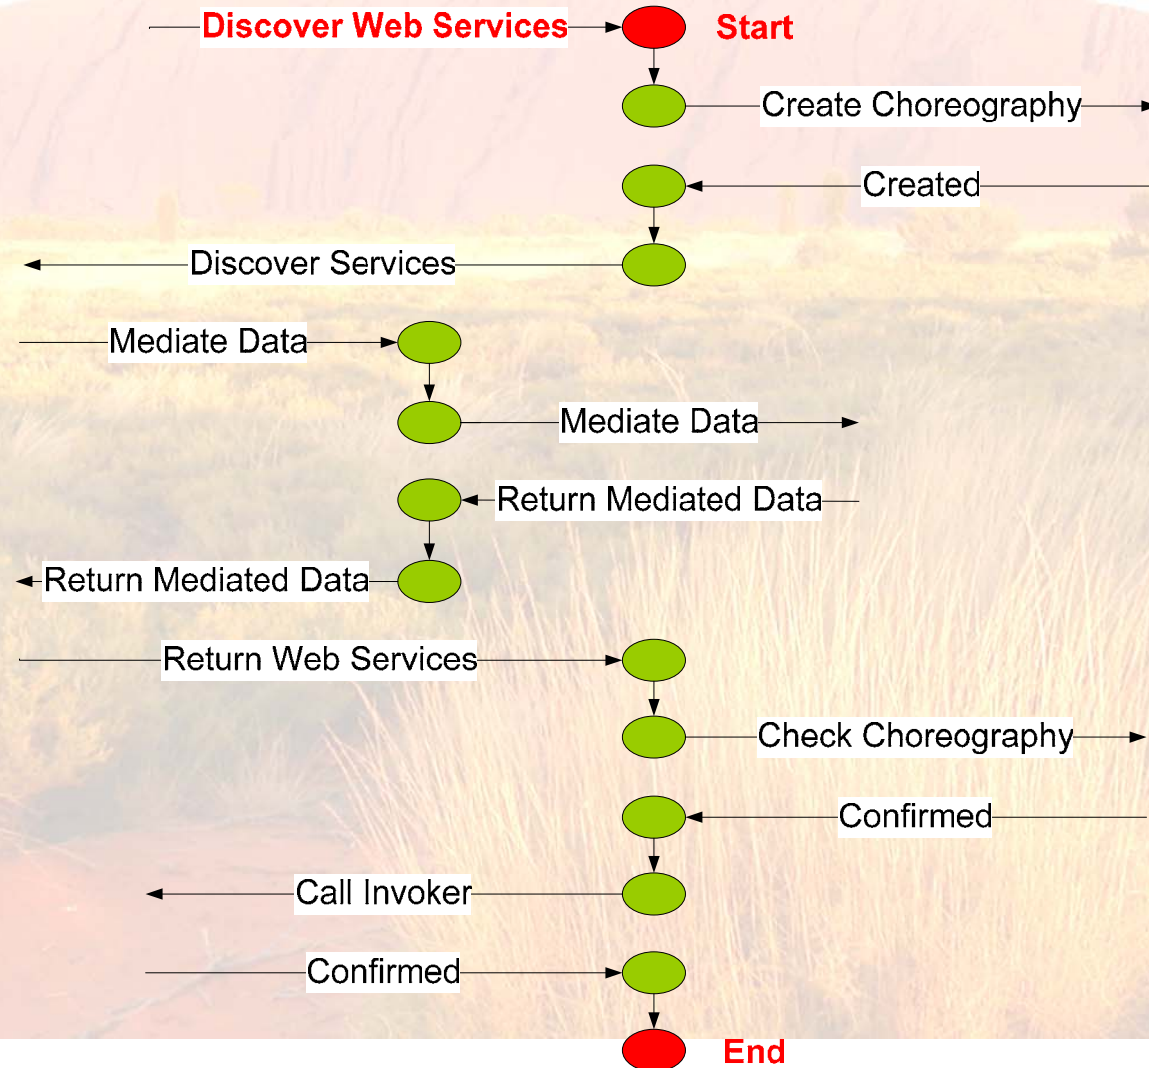 Discover Web Services
Start
Create Choreography
Created
Discover Services
Mediate Data
Mediate Data
Return Mediated Data
Return Mediated Data
Return Web Services
Check Choreography
Confirmed
Call Invoker
Confirmed
End